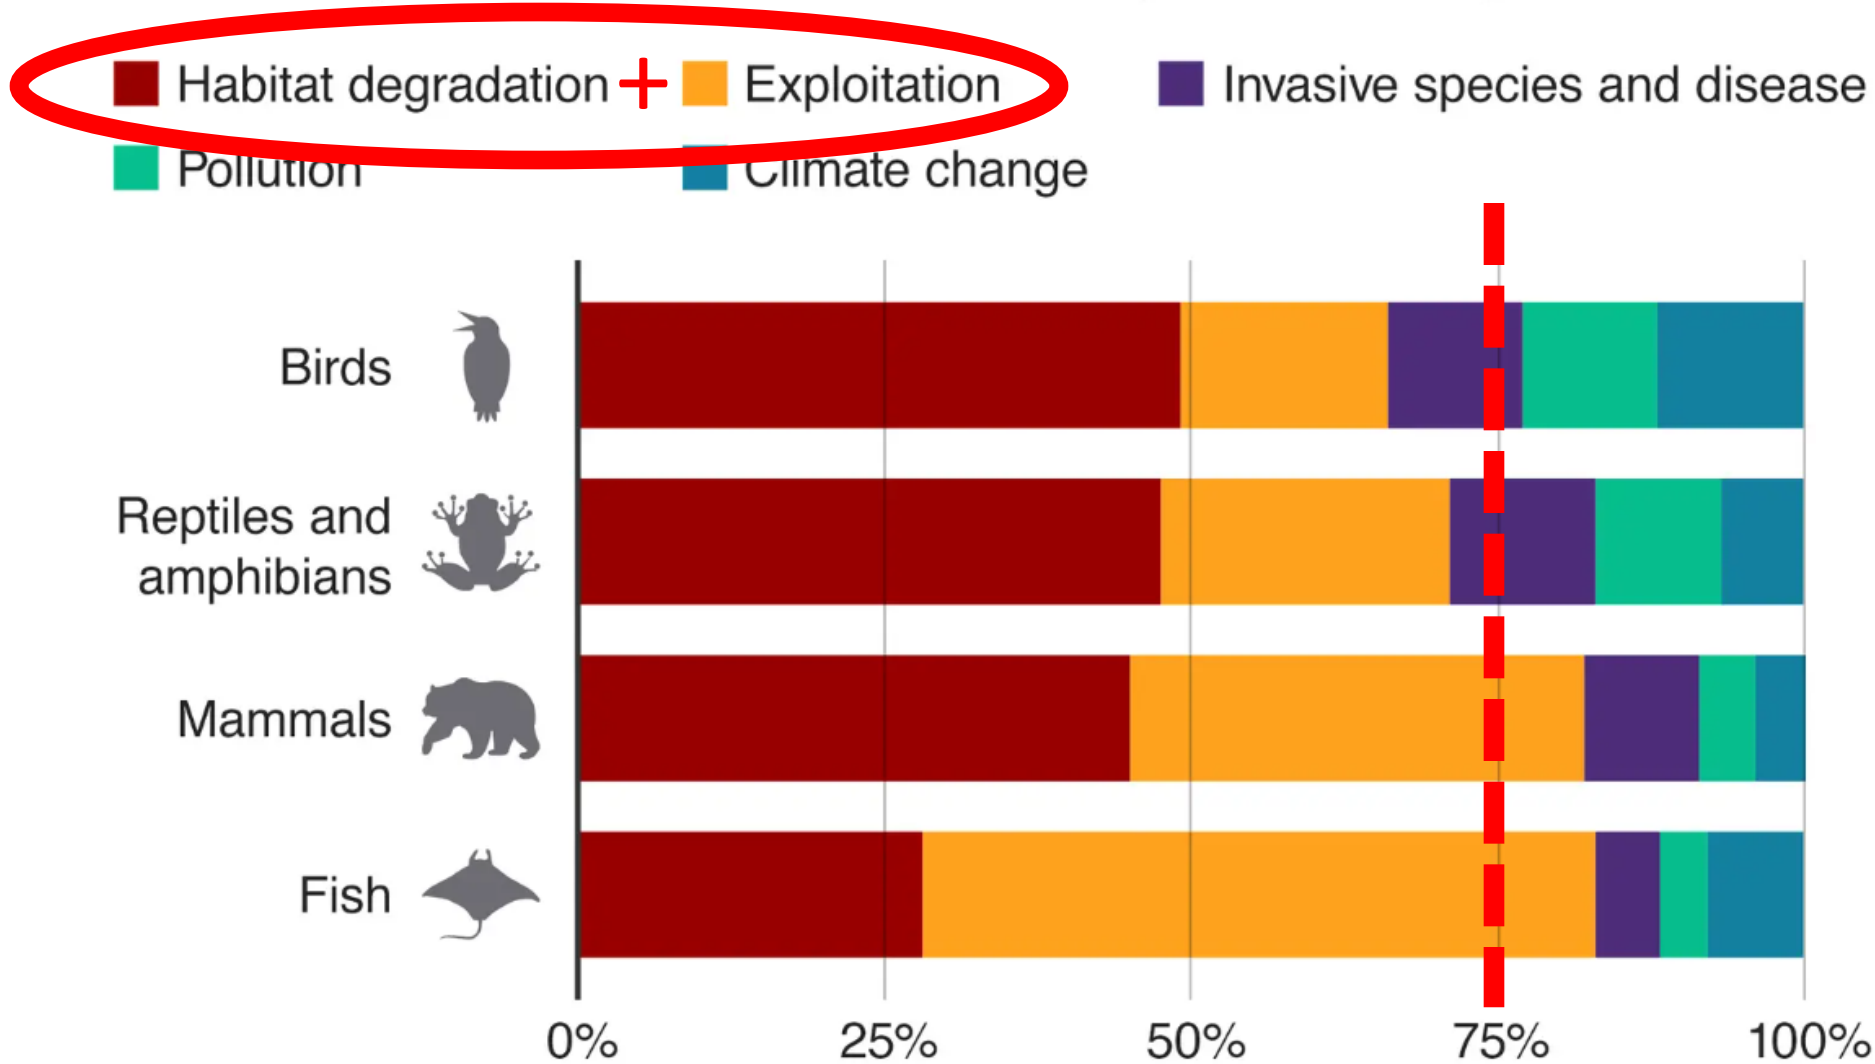 Habitat degradation + Exploitation Invasive species and disease
Pollution Climate change
Birds
Reptiles and
amphibians
Mammals
Fish
0% 25% 50% 75% 100%